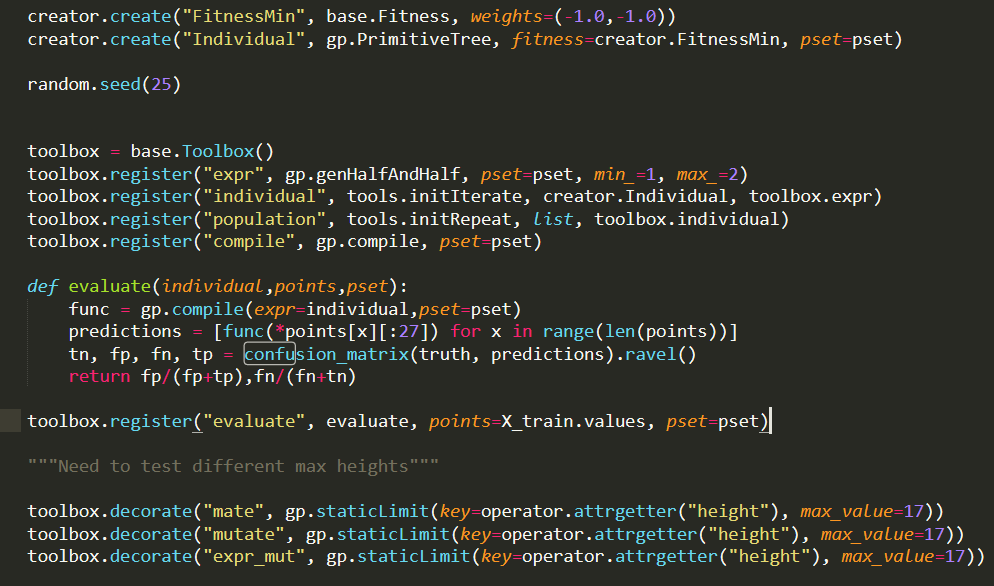 creator.create("FitnessMin", base.Fitness, weights=(-1.0,-1.0))
creator.create("Individual", gp.PrimitiveTree, fitness=creator.FitnessMin, pset=pset)
random.seed(25)
toolbox = base.Toolbox()
toolbox.register("expr", gp.genHalfAndHalf, pset=pset, min_=1, max_=2)
toolbox.register("individual", tools.initIterate, creator.Individual, toolbox.expr)
toolbox.register("population", tools.initRepeat, list, toolbox.individual)
toolbox.register("compile", gp.compile, pset=pset)
def evaluate(individual,points,pset):
    func = gp.compile(expr=individual,pset=pset)
    predictions = [func(*points[x][:27]) for x in range(len(points))]
    tn, fp, fn, tp = confusion_matrix(truth, predictions).ravel()
    return fp/(fp+tp),fn/(fn+tn)
toolbox.register("evaluate", evaluate, points=X_train.values, pset=pset)
"""Need to test different max heights"""
toolbox.decorate("mate", gp.staticLimit(key=operator.attrgetter("height"), max_value=17))
toolbox.decorate("mutate", gp.staticLimit(key=operator.attrgetter("height"), max_value=17))
toolbox.decorate("expr_mut", gp.staticLimit(key=operator.attrgetter("height"), max_value=17))